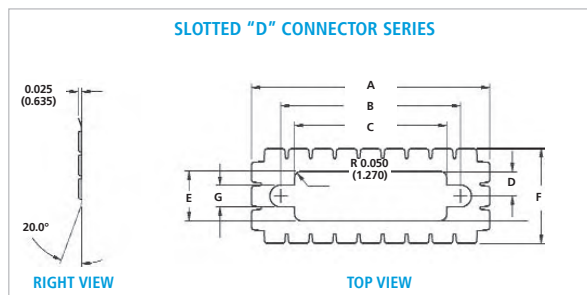 SLOTTED “D” CONNECTOR SERIES
0.025
(0.635)
A
B
C
R 0.050
(1.270)
D
E
G
F
20.0°
RIGHT VIEW
TOP VIEW